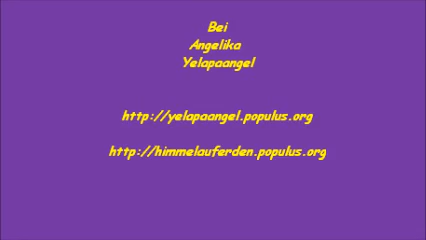 Bei
Angelika
Yelapaangel
http://yelapaangel.populus.org
http://himmelauferden.populus.org